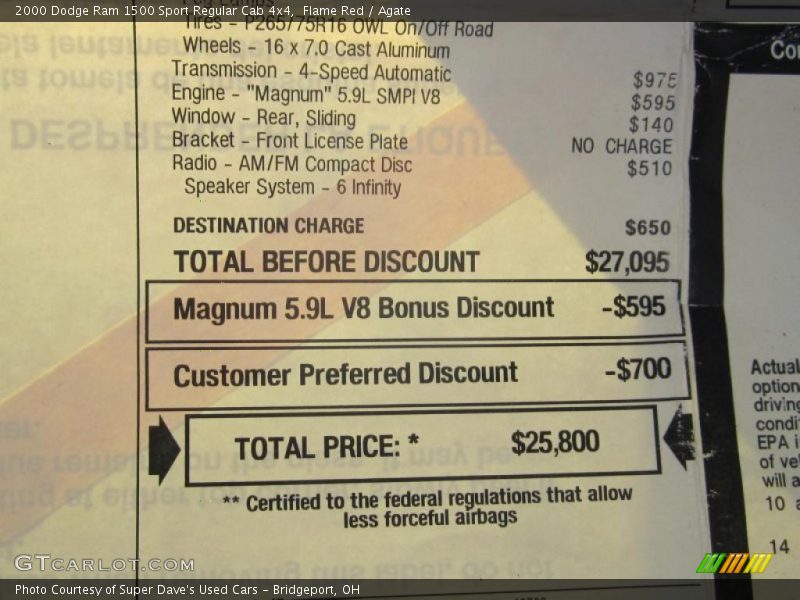 2000 Dodge Ram 1500 Sport Regular Cab 4x4, Flame Red / Agate
Fog Lamps
Tires - P265/75R16 OWL On/Off Road
Wheels - 16 x 7.0 Cast Aluminum
Transmission - 4-Speed Automatic $975
Engine - "Magnum" 5.9L SMPI V8 $595
Window - Rear, Sliding $140
Bracket - Front License Plate NO CHARGE
Radio - AM/FM Compact Disc $510
Speaker System - 6 Infinity
DESTINATION CHARGE $650
TOTAL BEFORE DISCOUNT $27,095
Magnum 5.9L V8 Bonus Discount -$595
Customer Preferred Discount -$700
TOTAL PRICE: * $25,800
** Certified to the federal regulations that allow
less forceful airbags
Actual
option
driving
condi
EPA i
of vel
will a
10
14
GTCarLot.com
Photo Courtesy of Super Dave's Used Cars - Bridgeport, OH